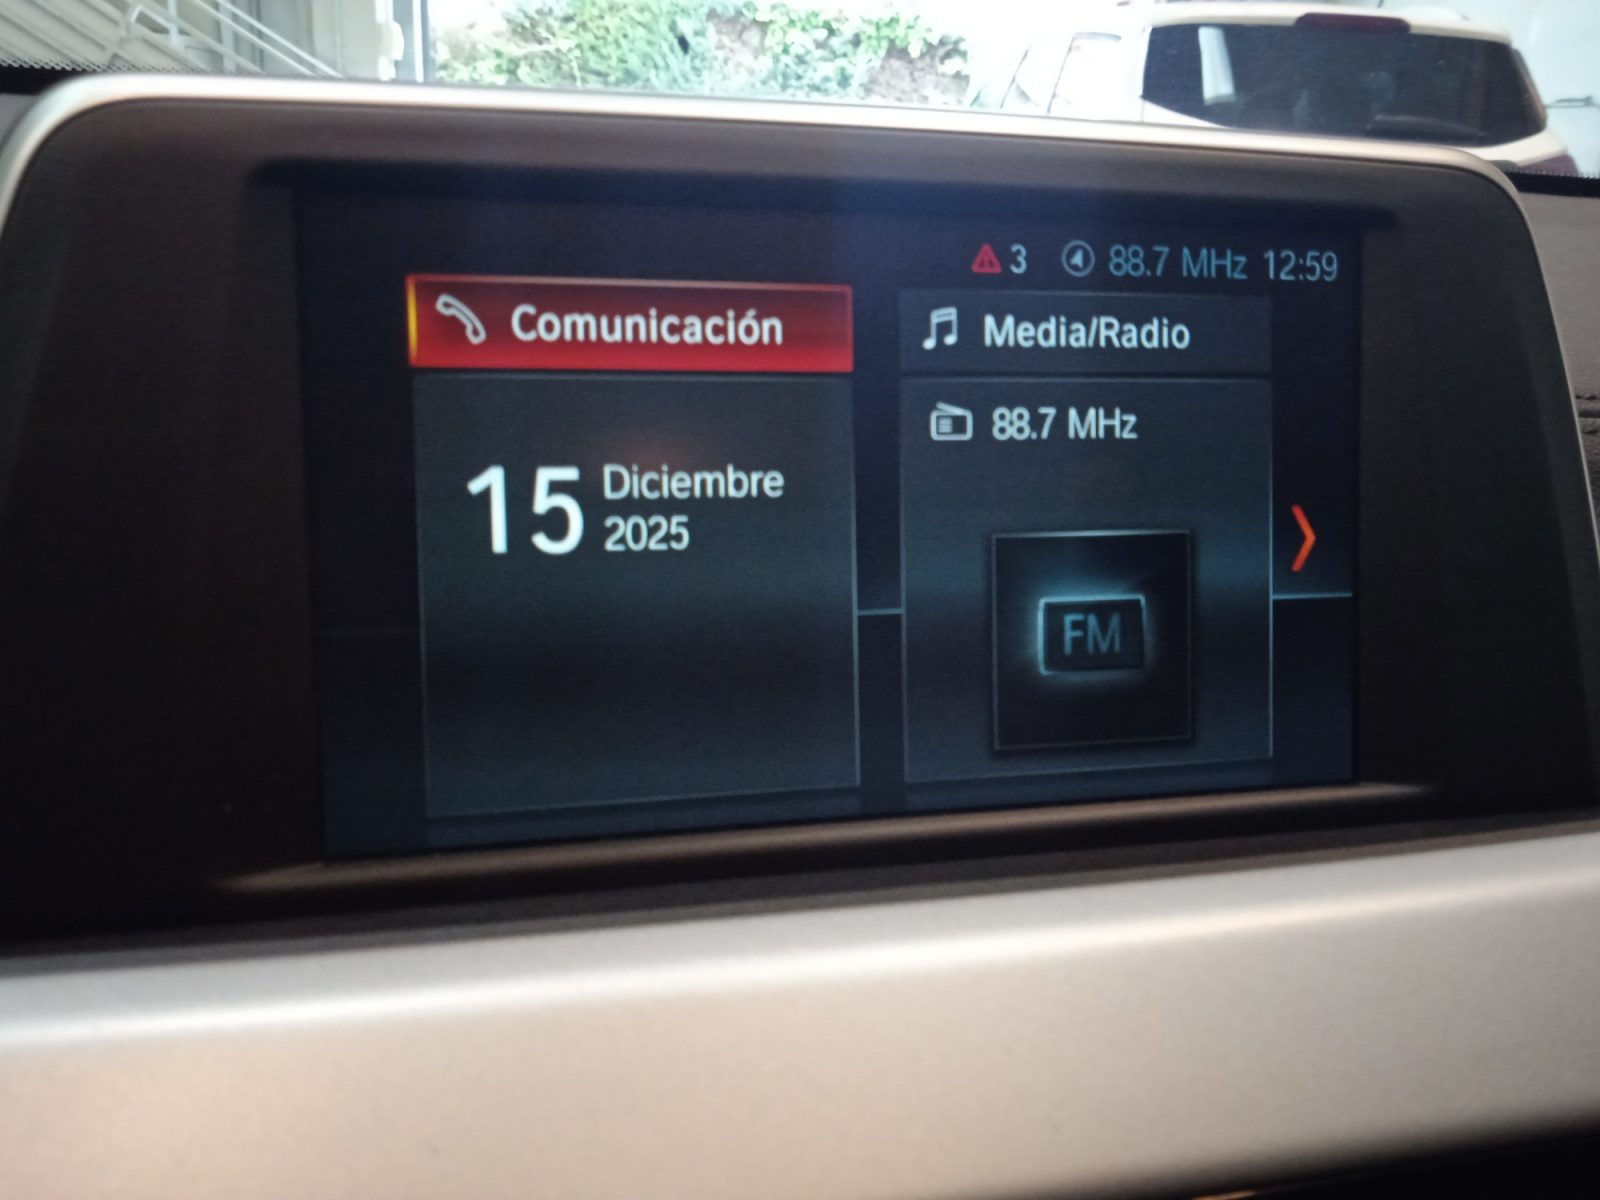 3 88.7 MHz 12:59
Comunicación
Media/Radio
88.7 MHz
15 Diciembre
2025
FM